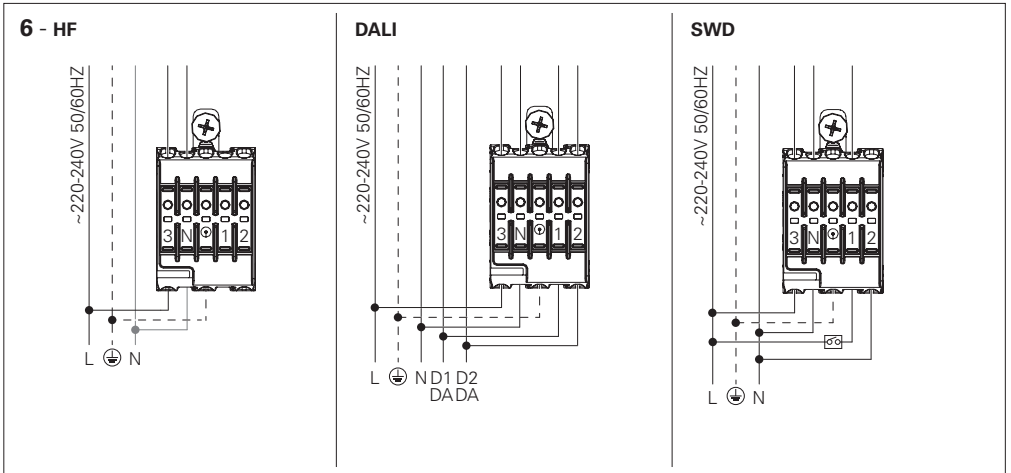 6 - HF
~220-240V 50/60HZ
3 N 1 2
L N
DALI
~220-240V 50/60HZ
3 N 1 2
L N D1 D2
DA DA
SWD
~220-240V 50/60HZ
3 N 1 2
L N